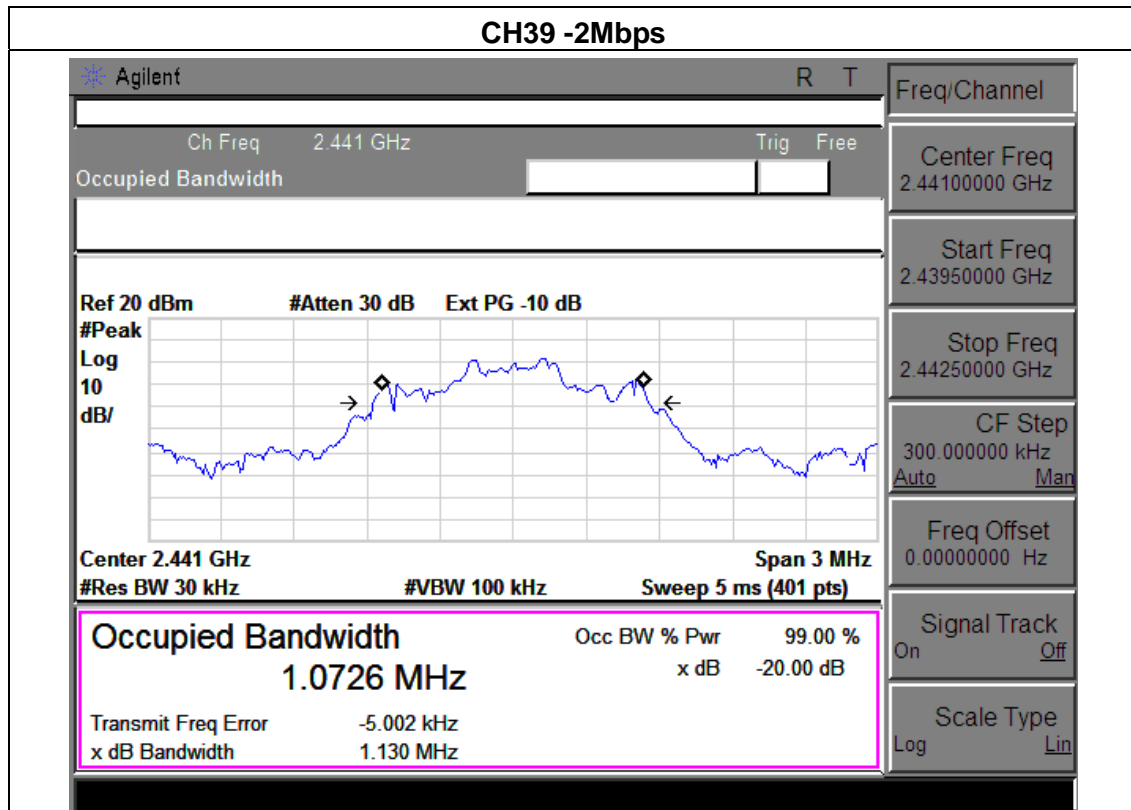 CH39 -2Mbps
Agilent R T
Freq/Channel
Ch Freq 2.441 GHz Trig Free
Occupied Bandwidth
Center Freq
2.44100000 GHz
Start Freq
2.43950000 GHz
Ref 20 dBm #Atten 30 dB Ext PG -10 dB
#Peak
Log
10
dB/
Stop Freq
2.44250000 GHz
CF Step
300.000000 kHz
Auto Man
Freq Offset
0.00000000 Hz
Center 2.441 GHz Span 3 MHz
#Res BW 30 kHz #VBW 100 kHz Sweep 5 ms (401 pts)
Occupied Bandwidth Occ BW % Pwr 99.00 %
1.0726 MHz x dB -20.00 dB
Transmit Freq Error -5.002 kHz
x dB Bandwidth 1.130 MHz
Signal Track
On Off
Scale Type
Log Lin